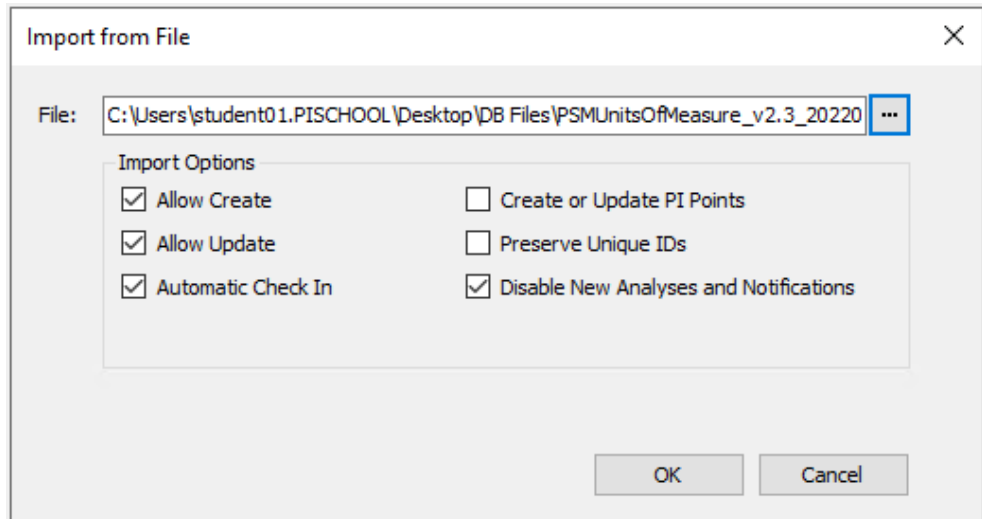 Import from File
File: C:\Users\student01.PISCHOOL\Desktop\DB Files\PSMUnitsOfMeasure_v2.3_20220 ...
Import Options
Allow Create Create or Update PI Points
Allow Update Preserve Unique IDs
Automatic Check In Disable New Analyses and Notifications
OK Cancel